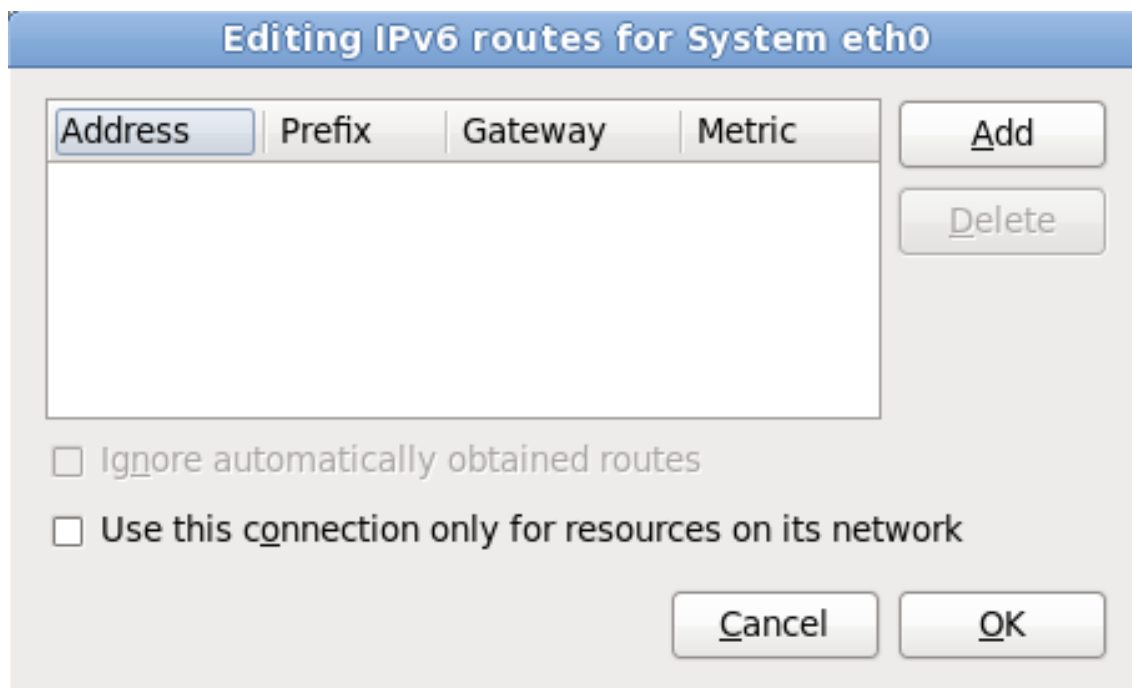 Editing IPv6 routes for System eth0
Address Prefix Gateway Metric
Add
Delete
Ignore automatically obtained routes
Use this connection only for resources on its network
Cancel OK